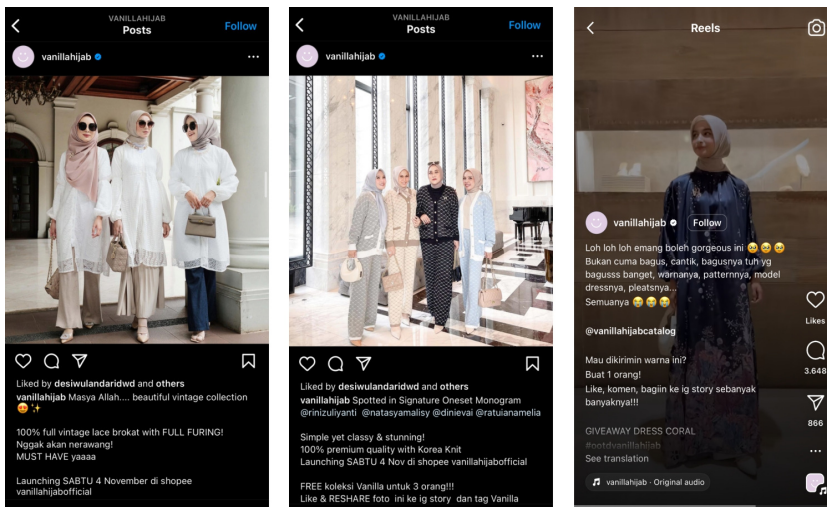 VANILLAHIJAB
Posts
Follow
vanillahijab
Liked by desiwulandaridwd and others
vanillahijab Masya Allah.... beautiful vintage collection
😍✨
100% full vintage lace brokat with FULL FURING!
Nggak akan nerawang!
MUST HAVE yaaaa
Launching SABTU 4 November di shopee
vanillahijabofficial
VANILLAHIJAB
Posts
Follow
vanillahijab
Liked by desiwulandaridwd and others
vanillahijab Spotted in Signature Oneset Monogram
@rinizuliyanti @natasyamalisy @dinievai @ratuianamelia
Simple yet classy & stunning!
100% premium quality with Korea Knit
Launching SABTU 4 Nov di shopee vanillahijabofficial
FREE koleksi Vanilla untuk 3 orang!!!
Like & RESHARE foto ini ke ig story dan tag Vanilla
Reels
vanillahijab
Follow
Loh loh loh emang boleh gorgeous ini 🥹🥹🥹
Bukan cuma bagus, cantik, bagusnya tuh yg
bagusss banget, warnanya, patternnya, model
dressnya, pleatsnya...
Semuanya 😭😭😭
@vanillahijabcatalog
Mau dikirimin warna ini?
Buat 1 orang!
Like, komen, bagiin ke ig story sebanyak
banyaknya!!!
GIVEAWAY DRESS CORAL
#ootdvanillahijab
See translation
vanillahijab · Original audio
Likes
3.648
866